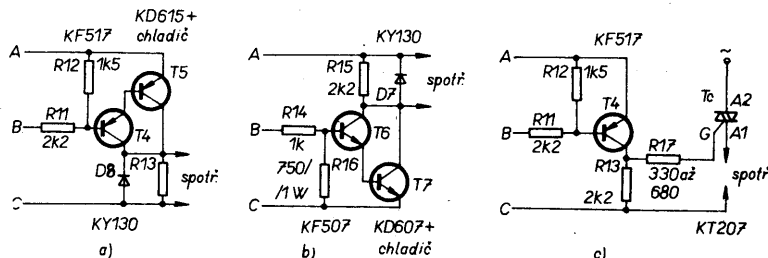 KD615+
chladič
KF517
A
R12
1k5
T5
B
R11
2k2
T4
R13
D8
spotř.
C
KY130
a)
KY130
A
R15
2k2
D7
spotř.
B
R14
1k
T6
750/
/1W
R16
T7
C
KF507
KD607+
chladič
b)
KF517
A
R12
1k5
T4
B
R11
2k2
~
Tc
A2
G
A1
R17
330 až
680
R13
2k2
spotř.
C
KT207
c)